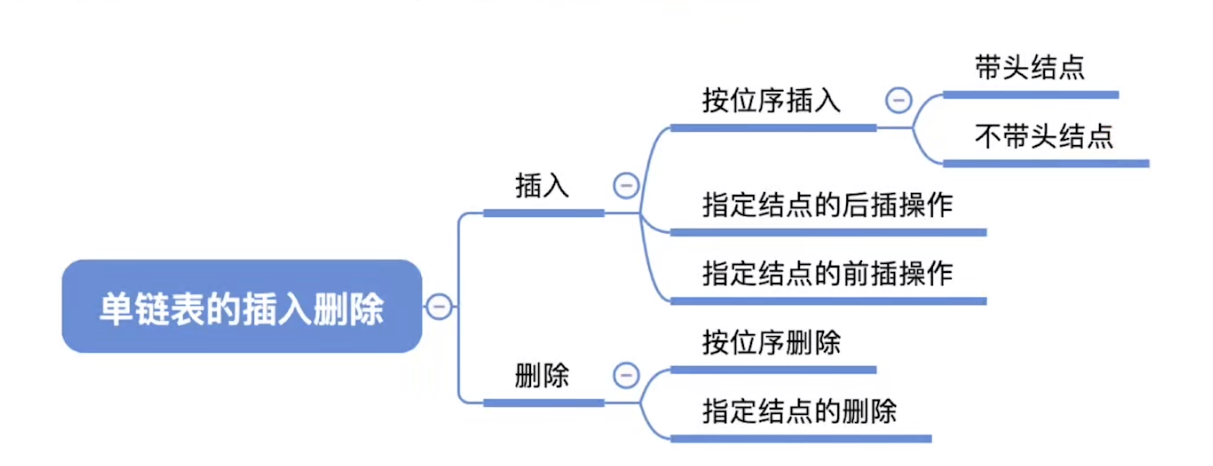 单链表的插入删除
插入
按位序插入
带头结点
不带头结点
指定结点的后插操作
指定结点的前插操作
删除
按位序删除
指定结点的删除